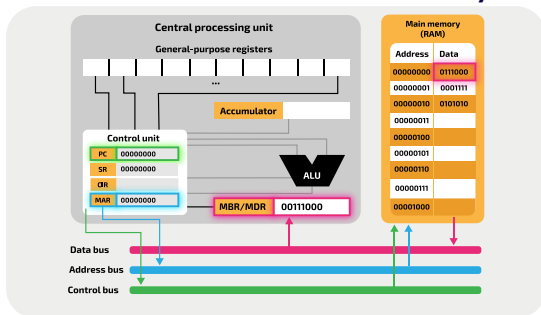 Central processing unit
General-purpose registers
...
Accumulator
Control unit
PC 00000000
SR 00000000
CIR
MAR 00000000
ALU
MBR/MDR 00111000
Main memory
(RAM)
Address Data
00000000 0111000
00000001 0001111
00000010 0101010
00000011
00000100
00000101
00000110
00000111
00001000
Data bus
Address bus
Control bus